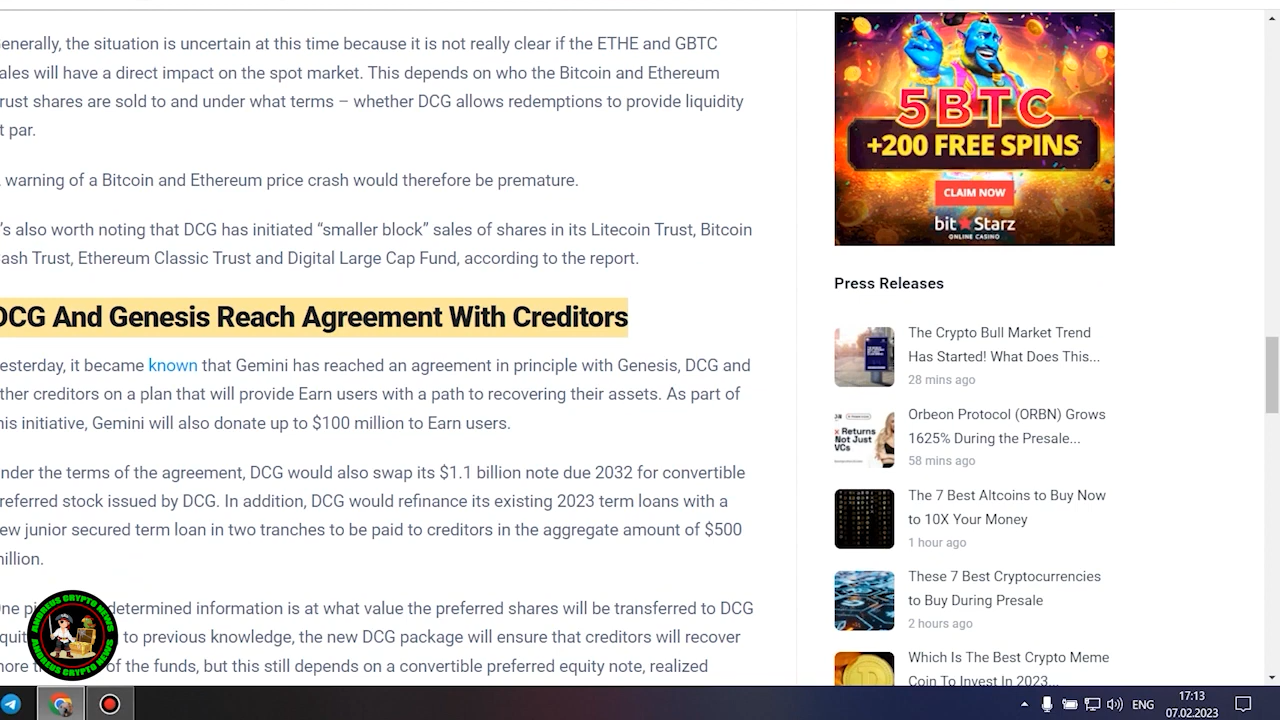 enerally, the situation is uncertain at this time because it is not really clear if the ETHE and GBTC
ales will have a direct impact on the spot market. This depends on who the Bitcoin and Ethereum
rust shares are sold to and under what terms – whether DCG allows redemptions to provide liquidity
t par.
warning of a Bitcoin and Ethereum price crash would therefore be premature.
's also worth noting that DCG has initiated “smaller block” sales of shares in its Litecoin Trust, Bitcoin
ash Trust, Ethereum Classic Trust and Digital Large Cap Fund, according to the report.
DCG And Genesis Reach Agreement With Creditors
esterday, it became known that Gemini has reached an agreement in principle with Genesis, DCG and
ther creditors on a plan that will provide Earn users with a path to recovering their assets. As part of
his initiative, Gemini will also donate up to $100 million to Earn users.
nder the terms of the agreement, DCG would also swap its $1.1 billion note due 2032 for convertible
referred stock issued by DCG. In addition, DCG would refinance its existing 2023 term loans with a
ew junior secured term loan in two tranches to be paid to creditors in the aggregate amount of $500
illion.
ne pi determined information is at what value the preferred shares will be transferred to DCG
quit to previous knowledge, the new DCG package will ensure that creditors will recover
ore of the funds, but this still depends on a convertible preferred equity note, realized
ANDREUS CRYPTO NEWS
ANDREUS CRYPTO NEWS
5BTC
+200 FREE SPINS
CLAIM NOW
bit★Starz
ONLINE CASINO
Press Releases
The Crypto Bull Market Trend
Has Started! What Does This...
28 mins ago
Orbeon Protocol (ORBN) Grows
1625% During the Presale...
58 mins ago
Returns
Not Just
VCs
The 7 Best Altcoins to Buy Now
to 10X Your Money
1 hour ago
These 7 Best Cryptocurrencies
to Buy During Presale
2 hours ago
Which Is The Best Crypto Meme
Coin To Invest In 2023...
ENG
17:13
07.02.2023